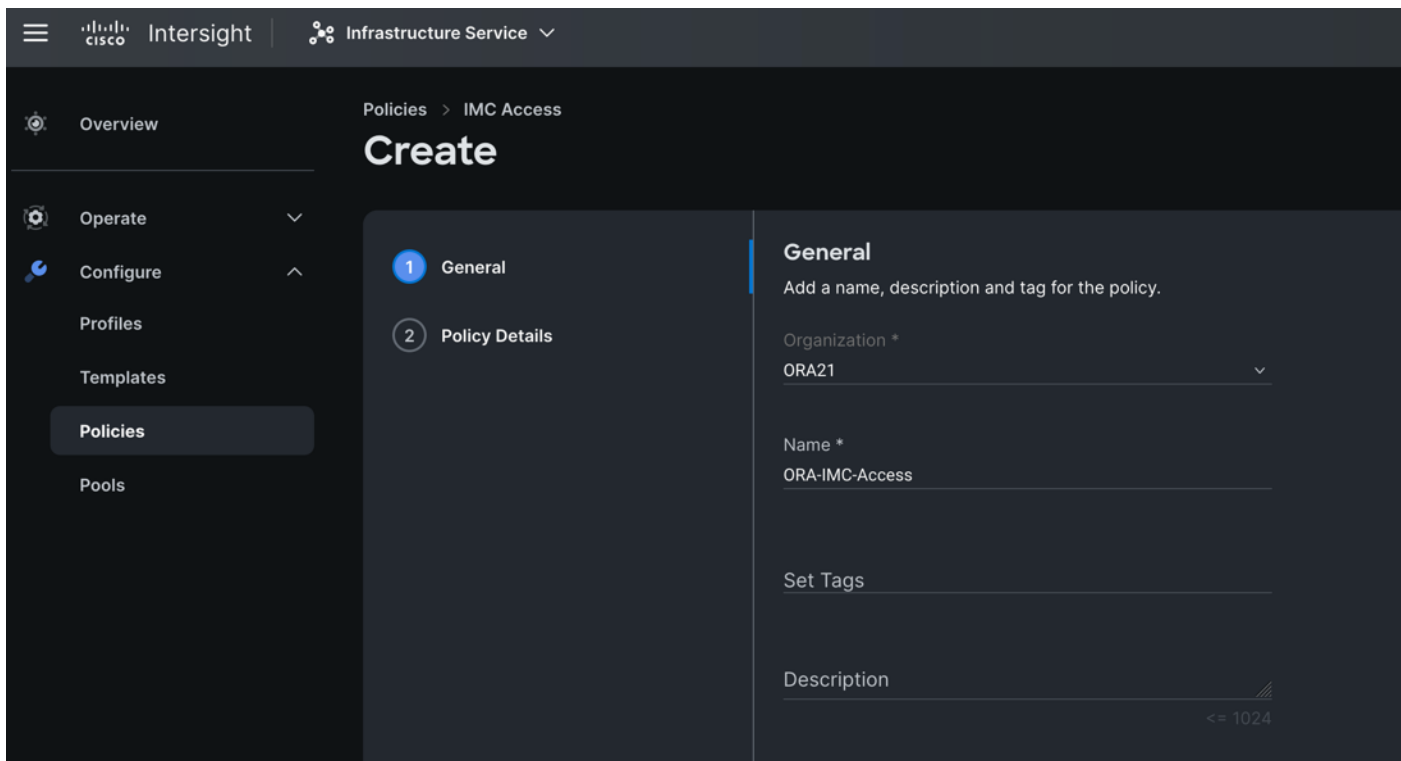 CISCO Intersight Infrastructure Service
Overview
Operate
Configure
Profiles
Templates
Policies
Pools
Policies > IMC Access
Create
1 General
2 Policy Details
General
Add a name, description and tag for the policy.
Organization *
ORA21
Name *
ORA-IMC-Access
Set Tags
Description
<= 1024